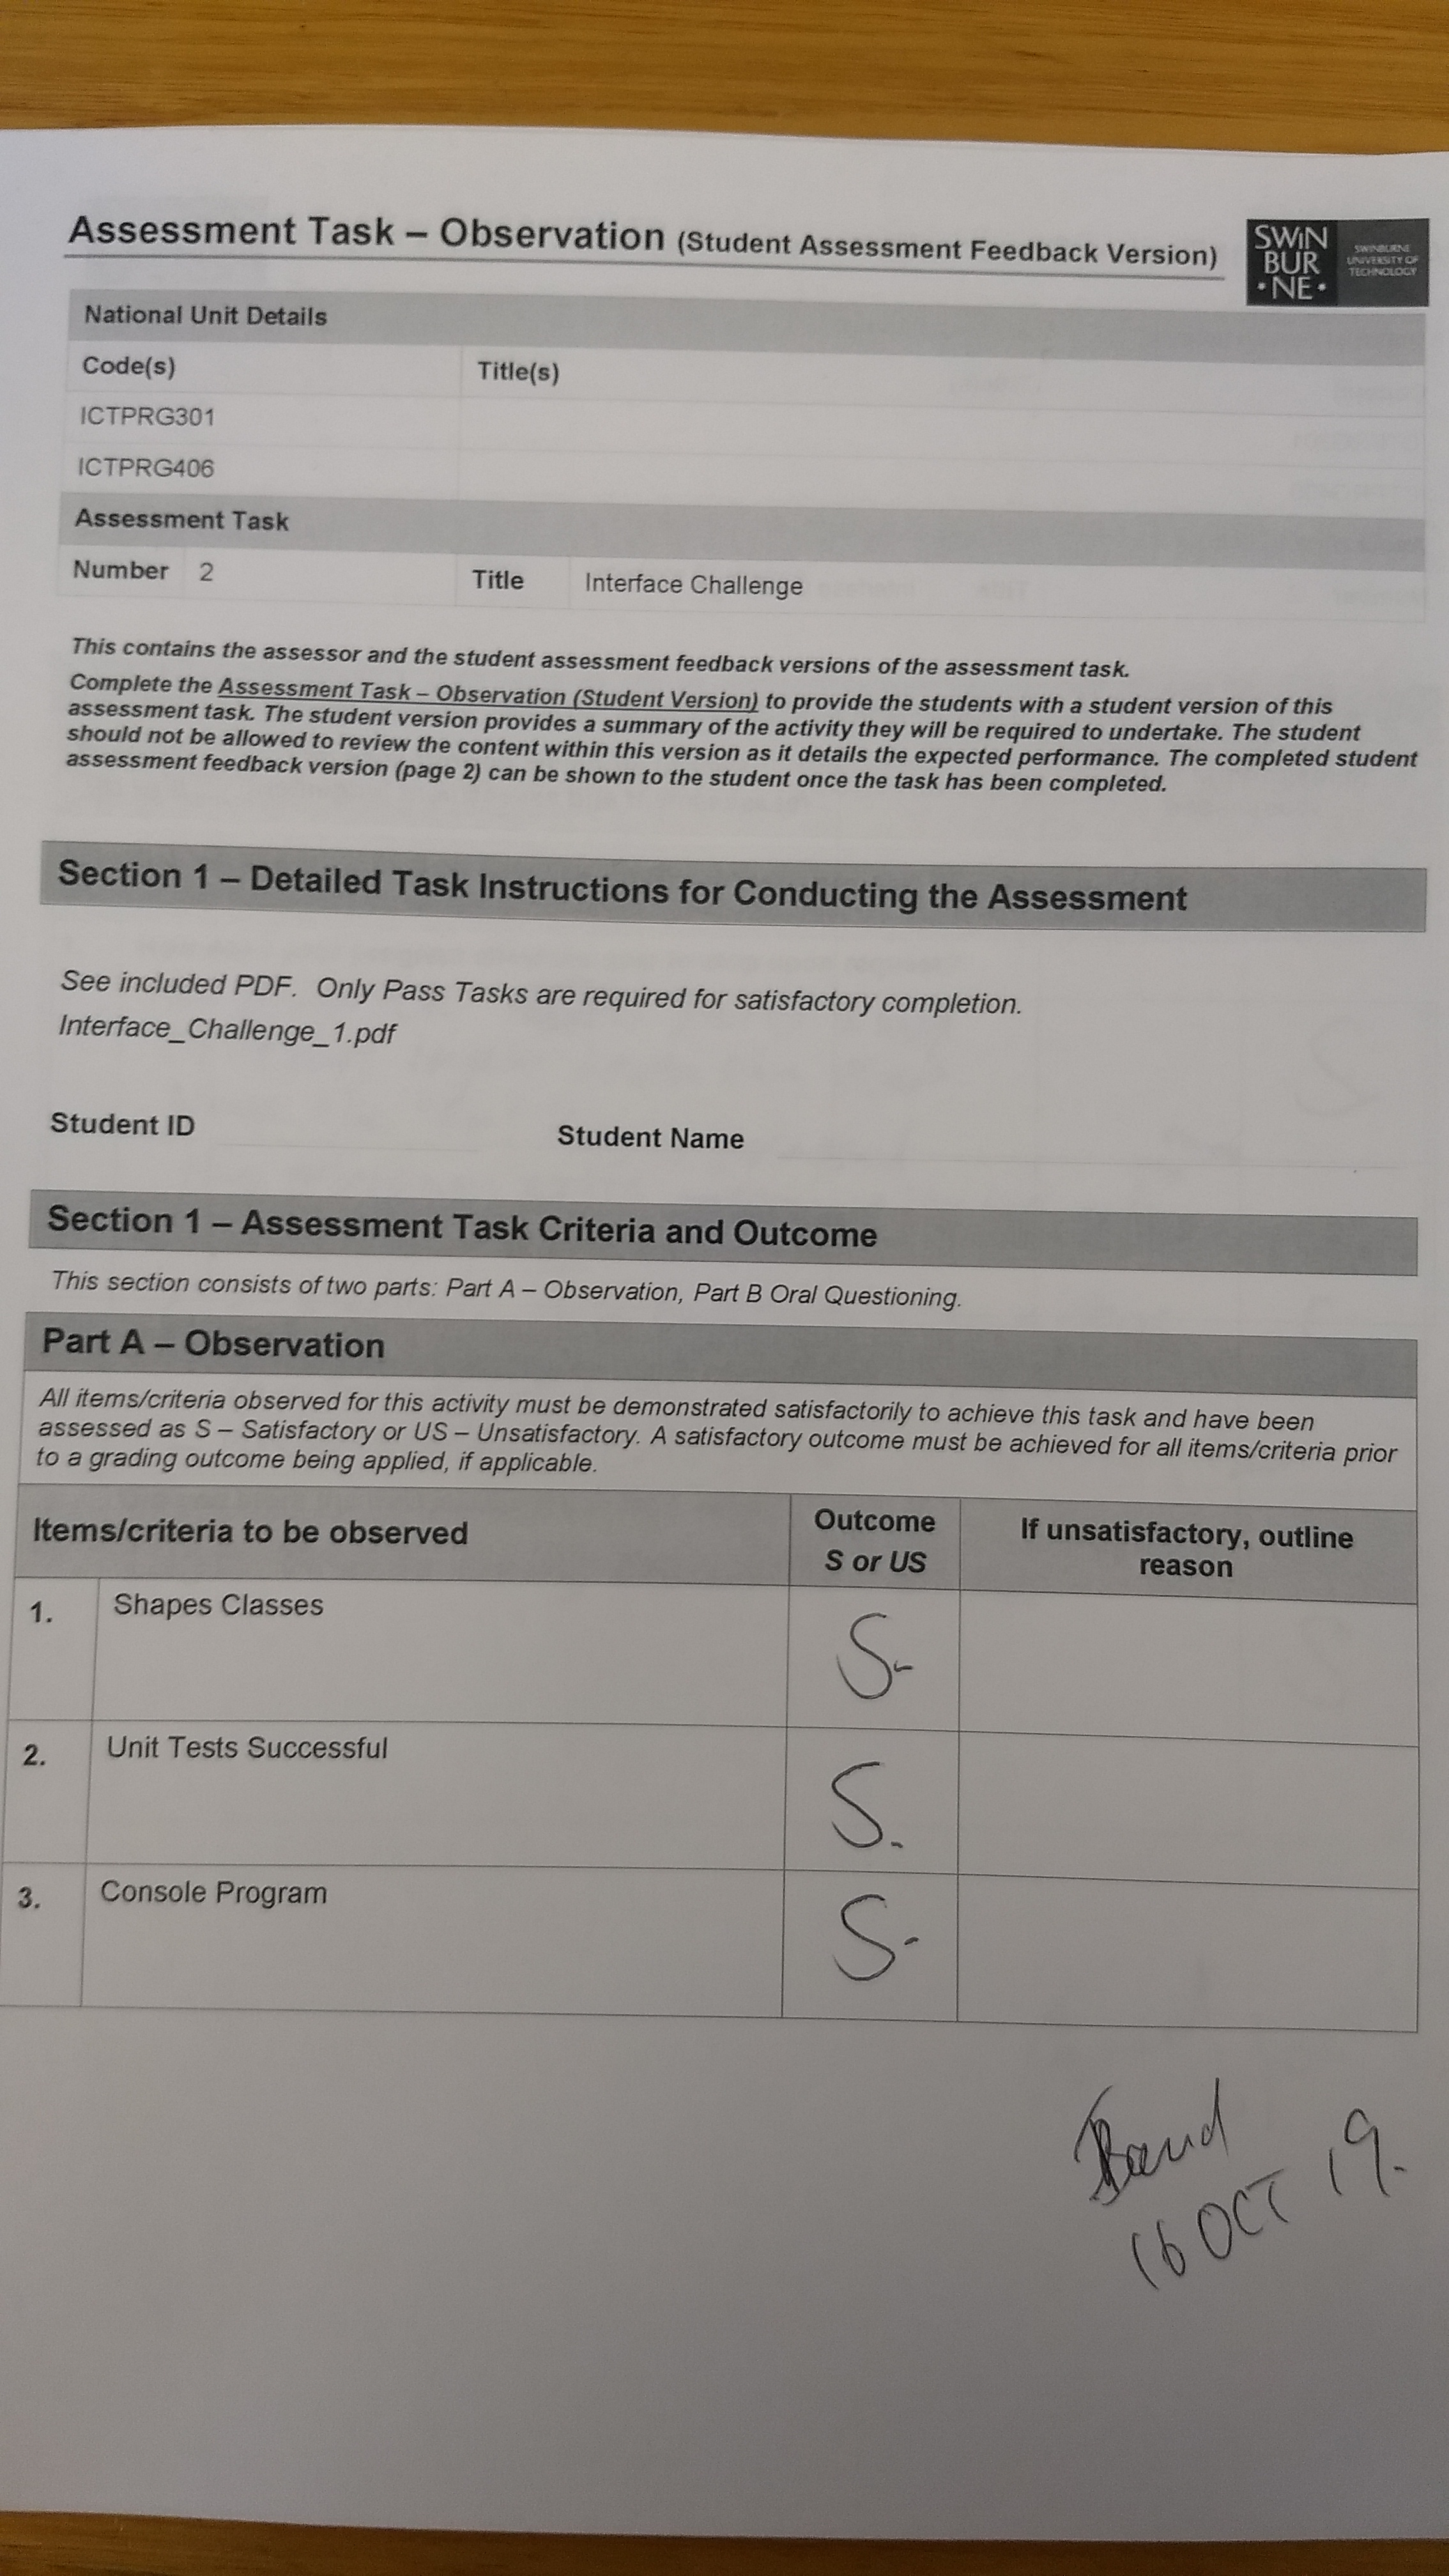 Assessment Task – Observation (Student Assessment Feedback Version)
SWiN
BUR
• NE •
SWINBURNE
UNIVERSITY OF
TECHNOLOGY
National Unit Details
Code(s) Title(s)
ICTPRG301
ICTPRG406
Assessment Task
Number 2 Title Interface Challenge
This contains the assessor and the student assessment feedback versions of the assessment task.
Complete the Assessment Task – Observation (Student Version) to provide the students with a student version of this
assessment task. The student version provides a summary of the activity they will be required to undertake. The student
should not be allowed to review the content within this version as it details the expected performance. The completed student
assessment feedback version (page 2) can be shown to the student once the task has been completed.
Section 1 – Detailed Task Instructions for Conducting the Assessment
See included PDF. Only Pass Tasks are required for satisfactory completion.
Interface_Challenge_1.pdf
Student ID Student Name
Section 1 – Assessment Task Criteria and Outcome
This section consists of two parts: Part A – Observation, Part B Oral Questioning.
Part A – Observation
All items/criteria observed for this activity must be demonstrated satisfactorily to achieve this task and have been
assessed as S – Satisfactory or US – Unsatisfactory. A satisfactory outcome must be achieved for all items/criteria prior
to a grading outcome being applied, if applicable.
Items/criteria to be observed
Outcome
S or US
If unsatisfactory, outline
reason
1. Shapes Classes S-
2. Unit Tests Successful S.
3. Console Program S-
16 OCT 19.